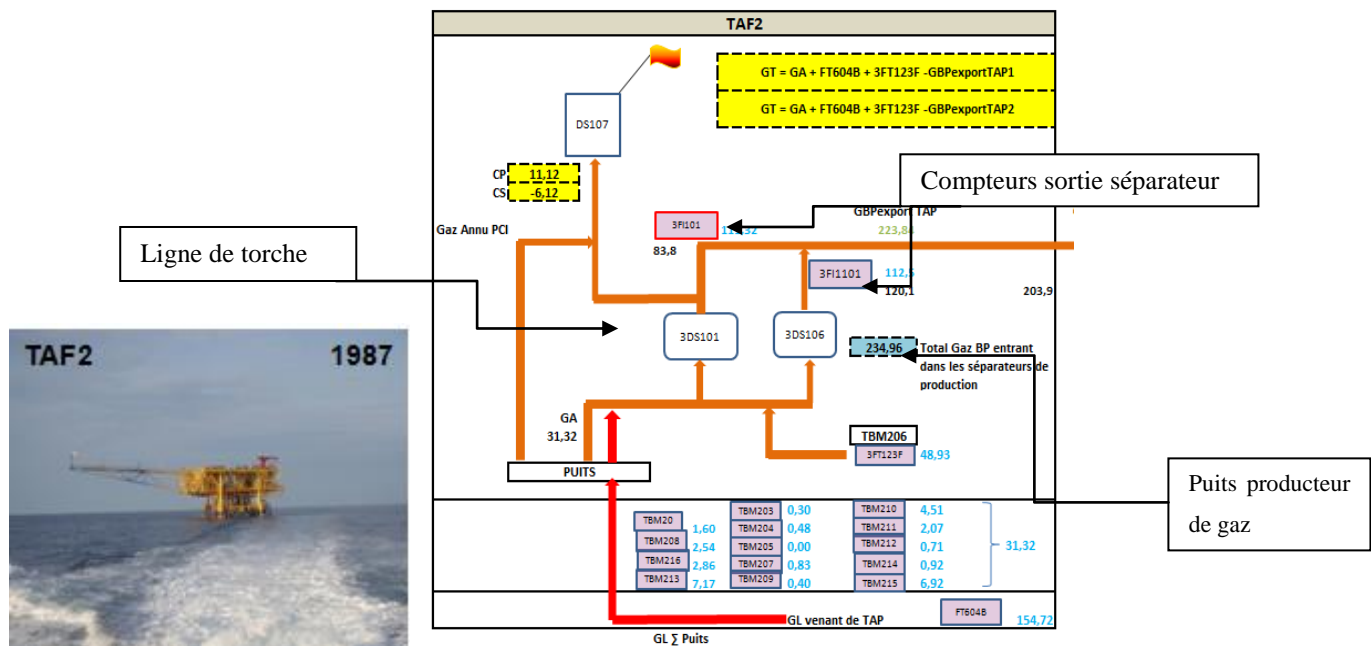 TAF2
GT = GA + FT604B + 3FT123F -GBPexportTAP1
GT = GA + FT604B + 3FT123F -GBPexportTAP2
DS107
CP 11,12
CS -6,12
Compteurs sortie séparateur
Gaz Annu PCI
3FI101
GBPexport TAP
223,84
83,8
Ligne de torche
3FI1101
112,5
120,1
203,9
3DS101
3DS106
234,96
Total Gaz BP entrant
dans les séparateurs de
production
TAF2 1987
GA
31,32
TBM206
3FT123F 48,93
PUITS
Puits producteur
de gaz
TBM20 1,60
TBM208 2,54
TBM216 2,86
TBM213 7,17
TBM203 0,30
TBM204 0,48
TBM205 0,00
TBM207 0,83
TBM209 0,40
TBM210 4,51
TBM211 2,07
TBM212 0,71
TBM214 0,92
TBM215 6,92
31,32
GL venant de TAP
FT604B 154,72
GL ∑ Puits